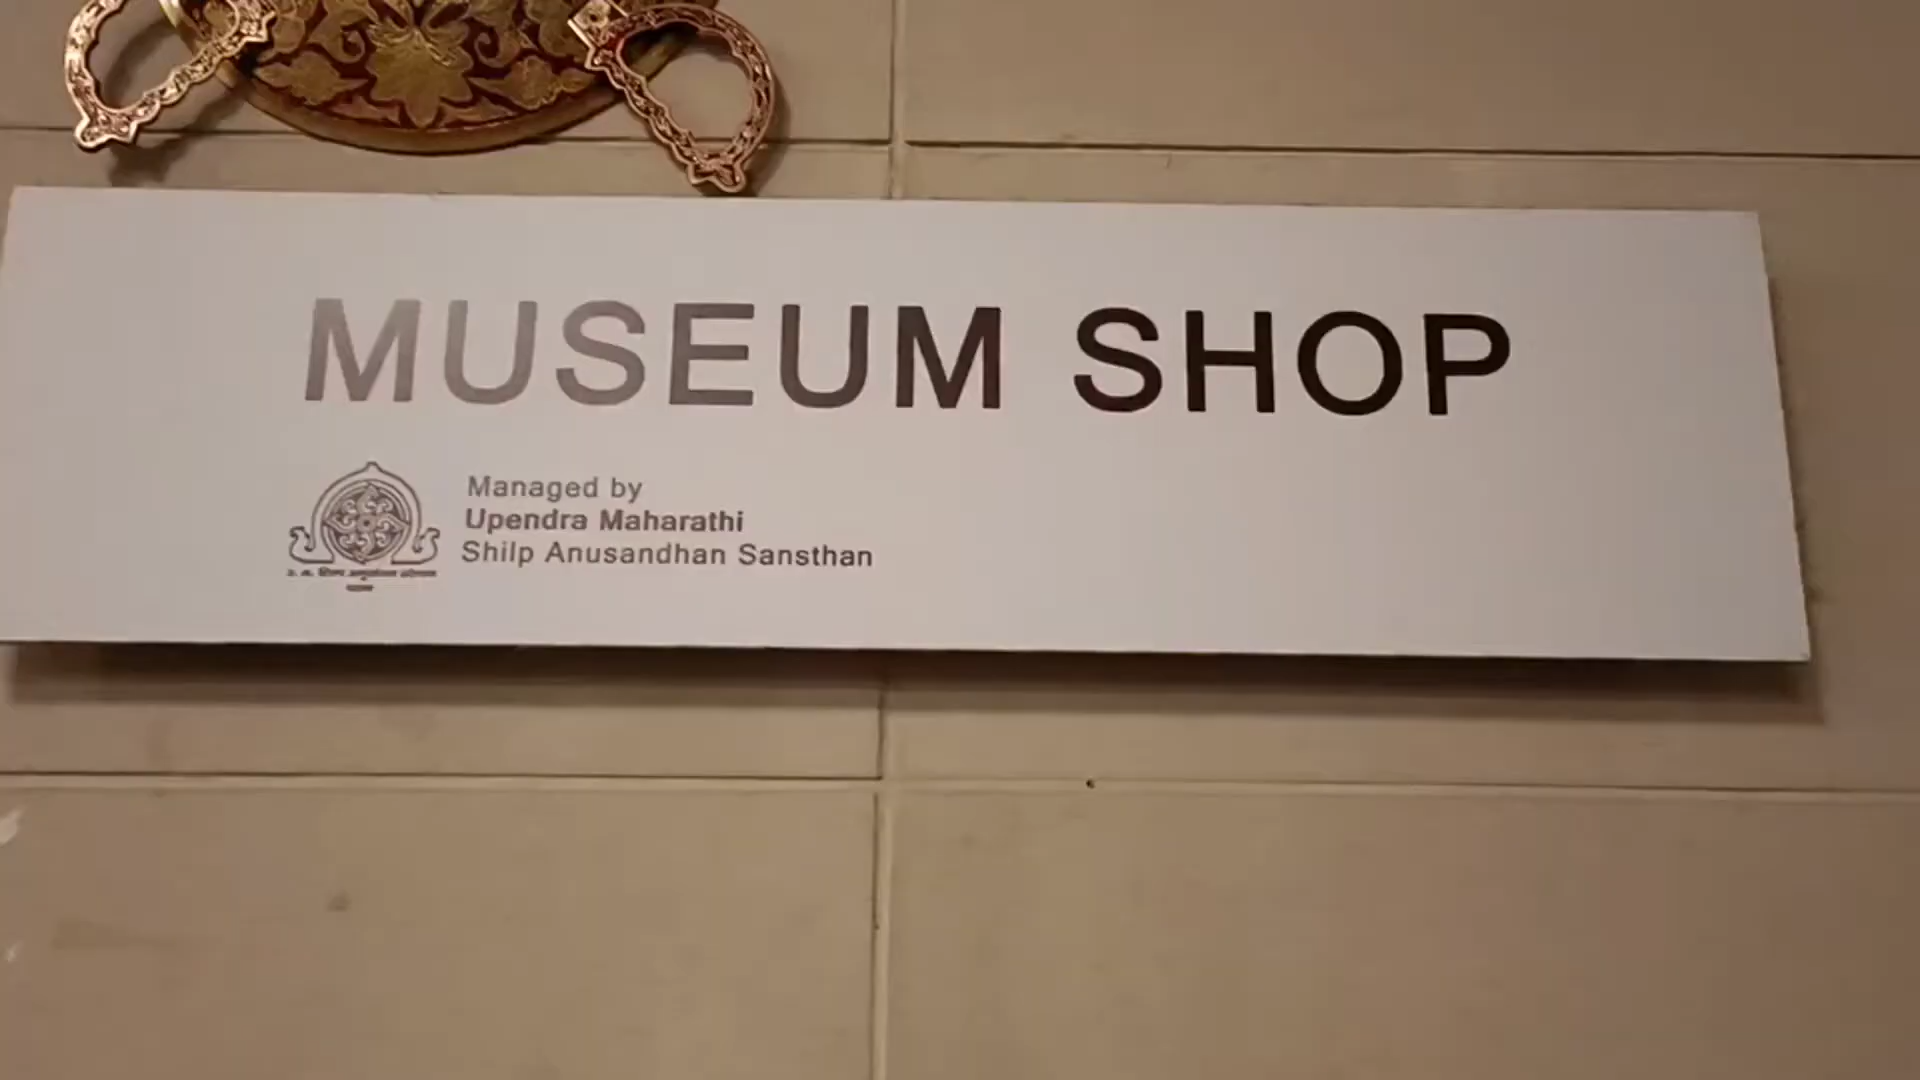 MUSEUM SHOP
Managed by
Upendra Maharathi
Shilp Anusandhan Sansthan